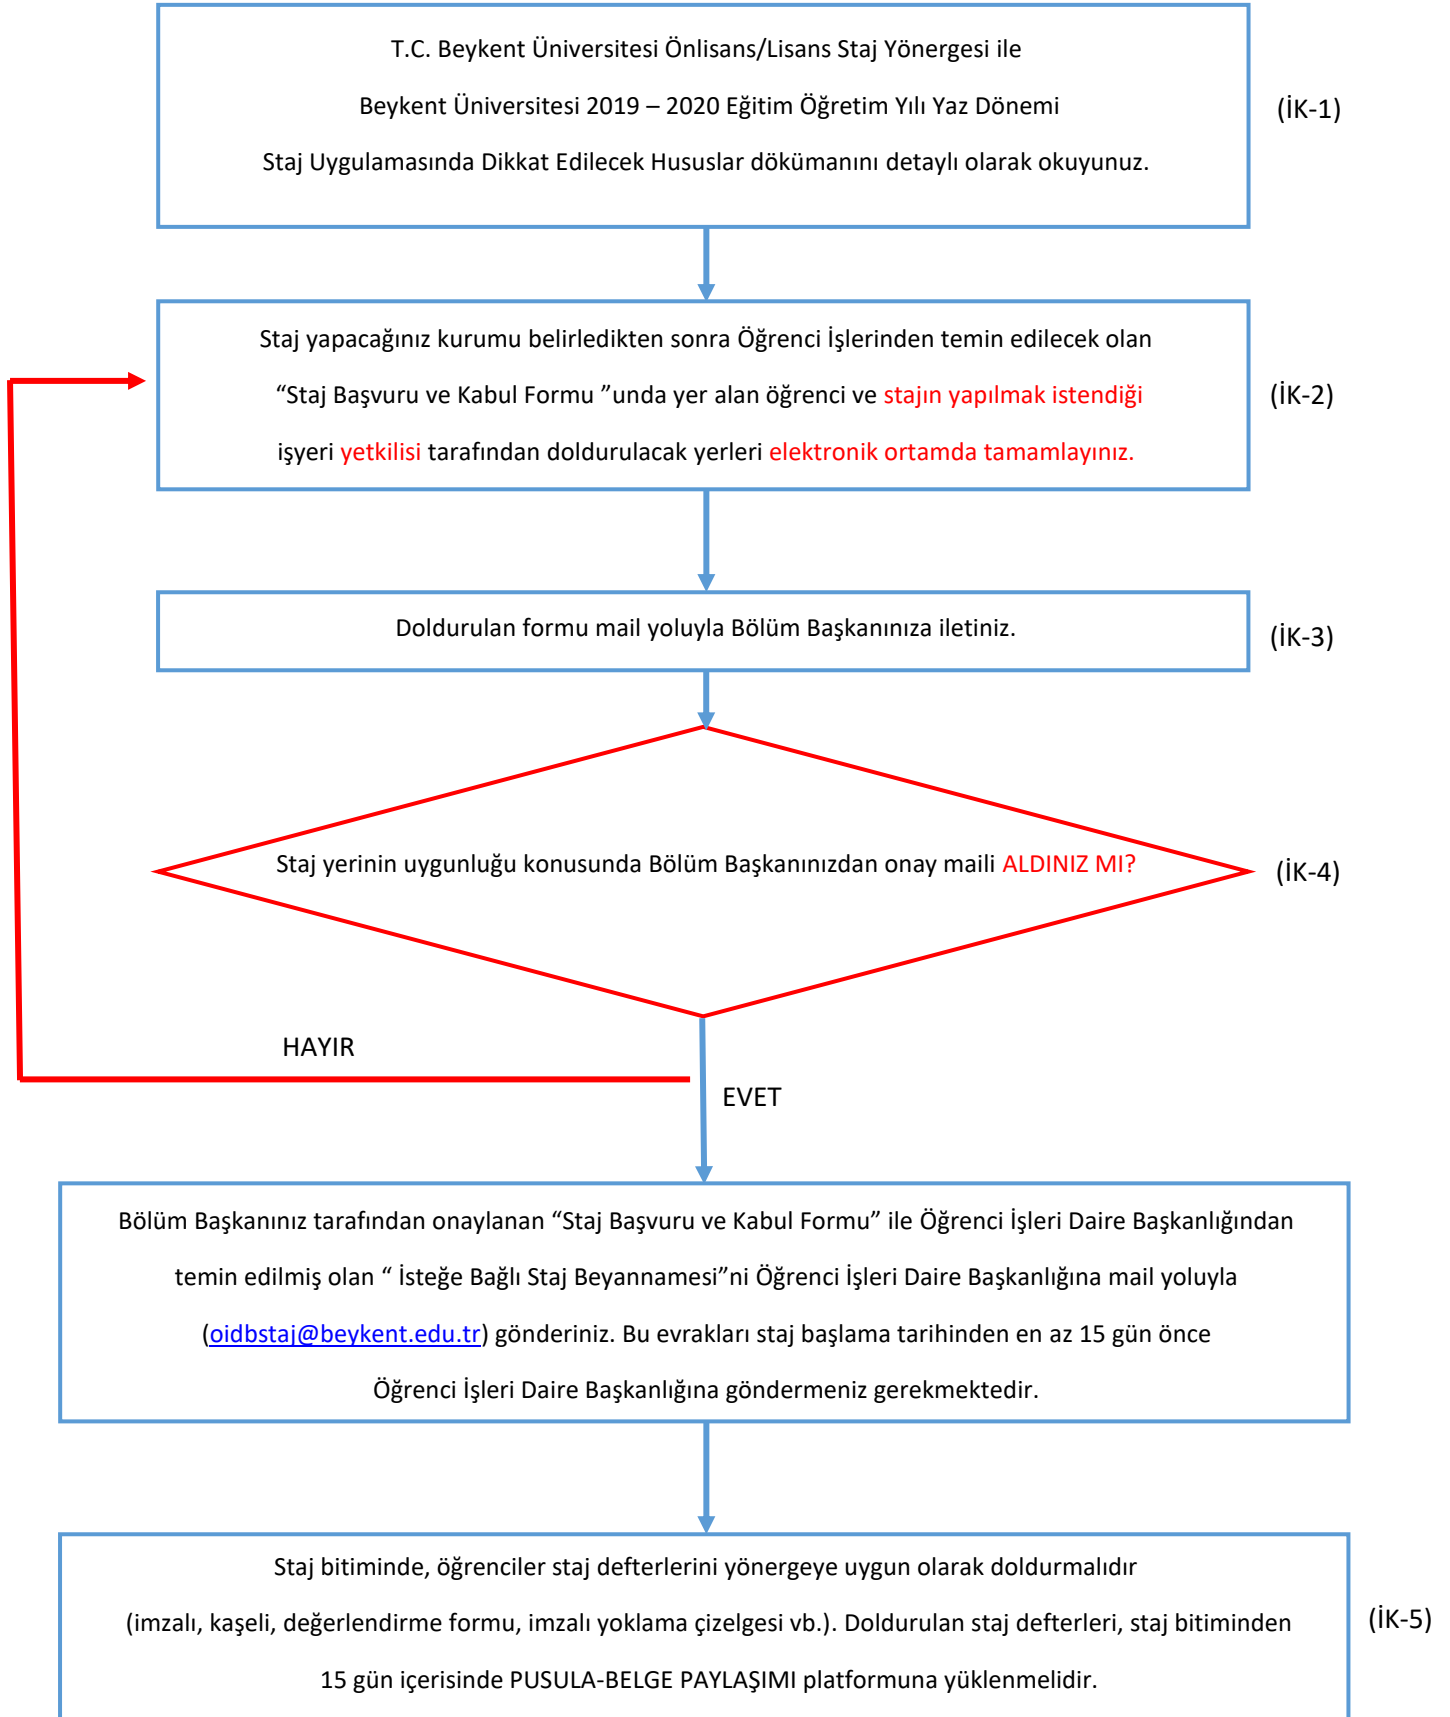 T.C. Beykent Üniversitesi Önlisans/Lisans Staj Yönergesi ile
Beykent Üniversitesi 2019 – 2020 Eğitim Öğretim Yılı Yaz Dönemi
(İK-1)
Staj Uygulamasında Dikkat Edilecek Hususlar dökümanını detaylı olarak okuyunuz.
Staj yapacağınız kurumu belirledikten sonra Öğrenci İşlerinden temin edilecek olan
“Staj Başvuru ve Kabul Formu ”unda yer alan öğrenci ve stajın yapılmak istendiği
(İK-2)
işyeri yetkilisi tarafından doldurulacak yerleri elektronik ortamda tamamlayınız.
Doldurulan formu mail yoluyla Bölüm Başkanınıza iletiniz.
(İK-3)
Staj yerinin uygunluğu konusunda Bölüm Başkanınızdan onay maili ALDINIZ MI?
(İK-4)
HAYIR
EVET
Bölüm Başkanınız tarafından onaylanan “Staj Başvuru ve Kabul Formu” ile Öğrenci İşleri Daire Başkanlığından
temin edilmiş olan “ İsteğe Bağlı Staj Beyannamesi”ni Öğrenci İşleri Daire Başkanlığına mail yoluyla
(oidbstaj@beykent.edu.tr) gönderiniz. Bu evrakları staj başlama tarihinden en az 15 gün önce
Öğrenci İşleri Daire Başkanlığına göndermeniz gerekmektedir.
Staj bitiminde, öğrenciler staj defterlerini yönergeye uygun olarak doldurmalıdır
(imzalı, kaşeli, değerlendirme formu, imzalı yoklama çizelgesi vb.). Doldurulan staj defterleri, staj bitiminden
(İK-5)
15 gün içerisinde PUSULA-BELGE PAYLAŞIMI platformuna yüklenmelidir.